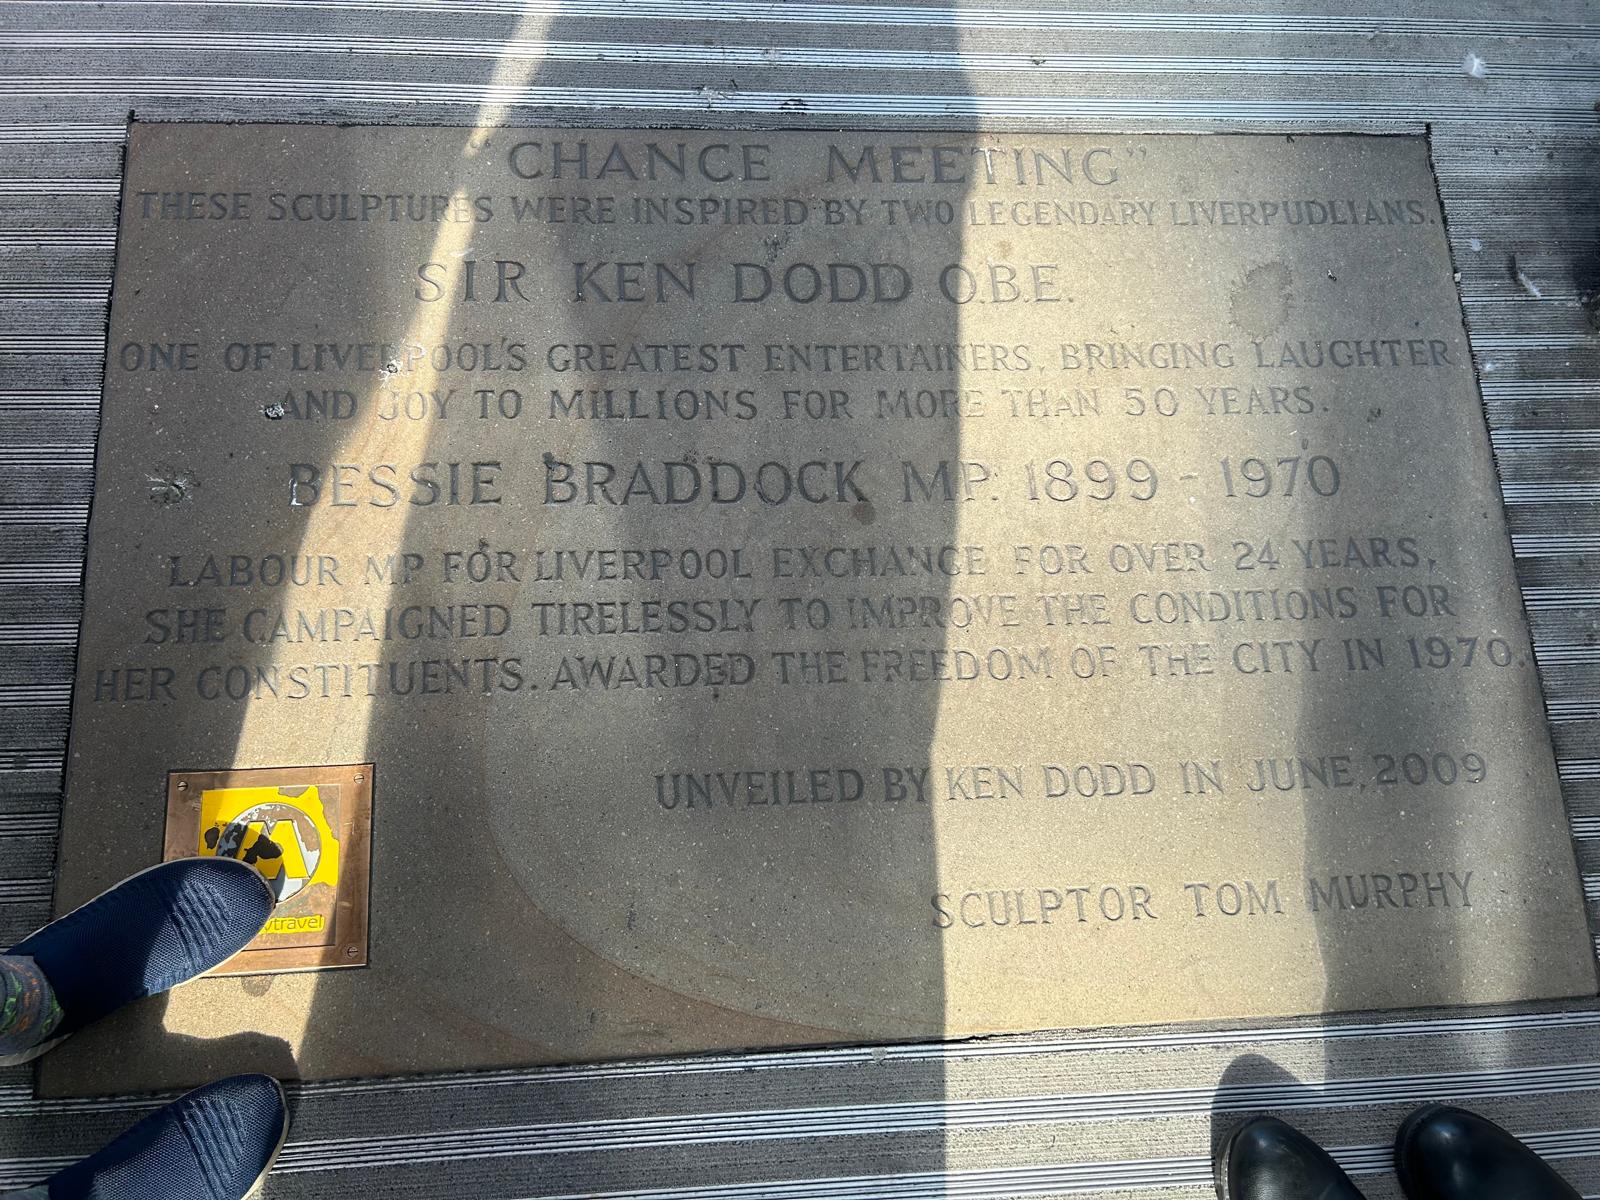 "CHANCE MEETING"
THESE SCULPTURES WERE INSPIRED BY TWO LEGENDARY LIVERPUDLIANS.
SIR KEN DODD O.B.E.
ONE OF LIVERPOOL'S GREATEST ENTERTAINERS, BRINGING LAUGHTER
AND JOY TO MILLIONS FOR MORE THAN 50 YEARS.
BESSIE BRADDOCK MP. 1899 - 1970
LABOUR MP FOR LIVERPOOL EXCHANGE FOR OVER 24 YEARS,
SHE CAMPAIGNED TIRELESSLY TO IMPROVE THE CONDITIONS FOR
HER CONSTITUENTS. AWARDED THE FREEDOM OF THE CITY IN 1970.
UNVEILED BY KEN DODD IN JUNE, 2009
SCULPTOR TOM MURPHY
M